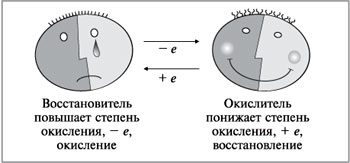 − e
+ e
Восстановитель
повышает степень
окисления, − e,
окисление
Окислитель
понижает степень
окисления, + e,
восстановление